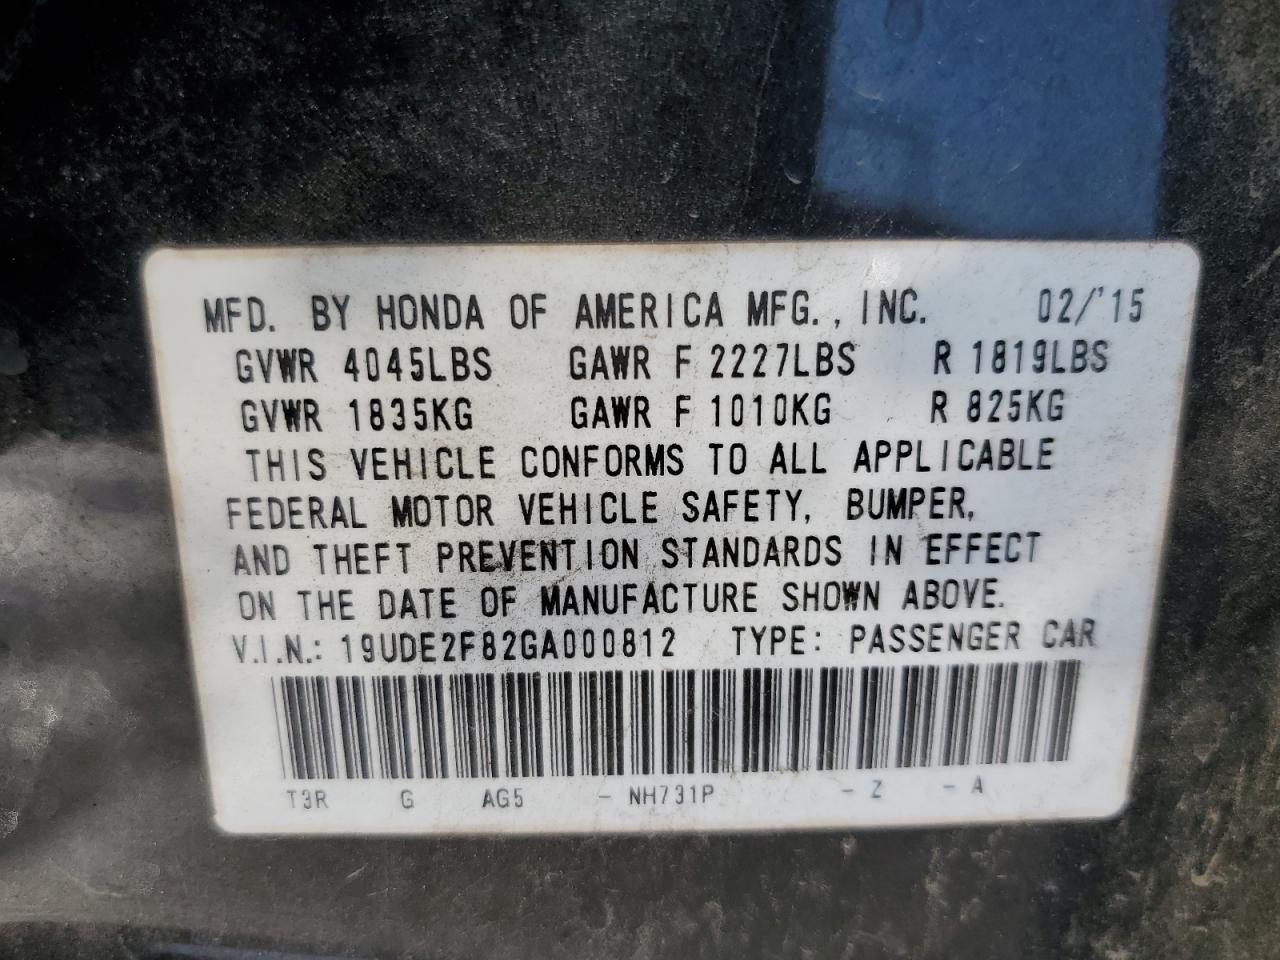 MFD. BY HONDA OF AMERICA MFG., INC. 02/'15
GVWR 4045LBS GAWR F 2227LBS R 1819LBS
GVWR 1835KG GAWR F 1010KG R 825KG
THIS VEHICLE CONFORMS TO ALL APPLICABLE
FEDERAL MOTOR VEHICLE SAFETY, BUMPER,
AND THEFT PREVENTION STANDARDS IN EFFECT
ON THE DATE OF MANUFACTURE SHOWN ABOVE.
V.I.N.: 19UDE2F82GA000812 TYPE: PASSENGER CAR
T3R G AG5 - NH731P - Z - A